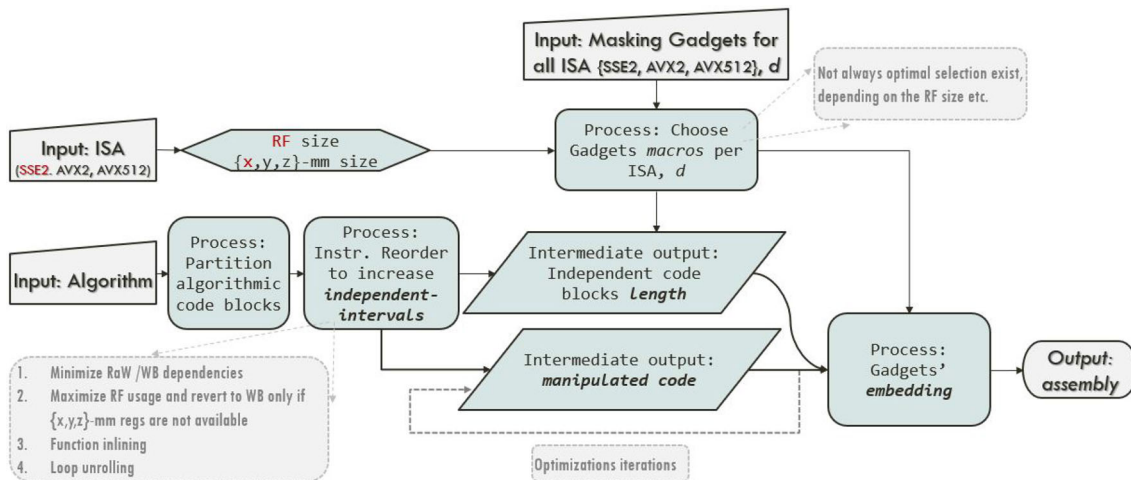 Input: Masking Gadgets for
all ISA {SSE2, AVX2, AVX512}, d
Not always optimal selection exist,
depending on the RF size etc.
Input: ISA
(SSE2. AVX2, AVX512)
RF size
{x,y,z}-mm size
Process: Choose
Gadgets macros per
ISA, d
Input: Algorithm
Process:
Partition
algorithmic
code blocks
Process:
Instr. Reorder
to increase
independent-
intervals
Intermediate output:
Independent code
blocks length
Intermediate output:
manipulated code
Process:
Gadgets’
embedding
Output:
assembly
1. Minimize RaW /WB dependencies
2. Maximize RF usage and revert to WB only if
{x,y,z}-mm regs are not available
3. Function inlining
4. Loop unrolling
Optimizations iterations